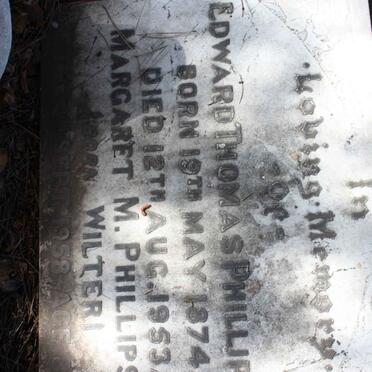 In
Loving Memory
OF
EDWARD THOMAS PHILLIP
BORN 19TH MAY 1874
DIED 12TH AUG. 1953.
MARGARET M. PHILLIPS
WILTERI